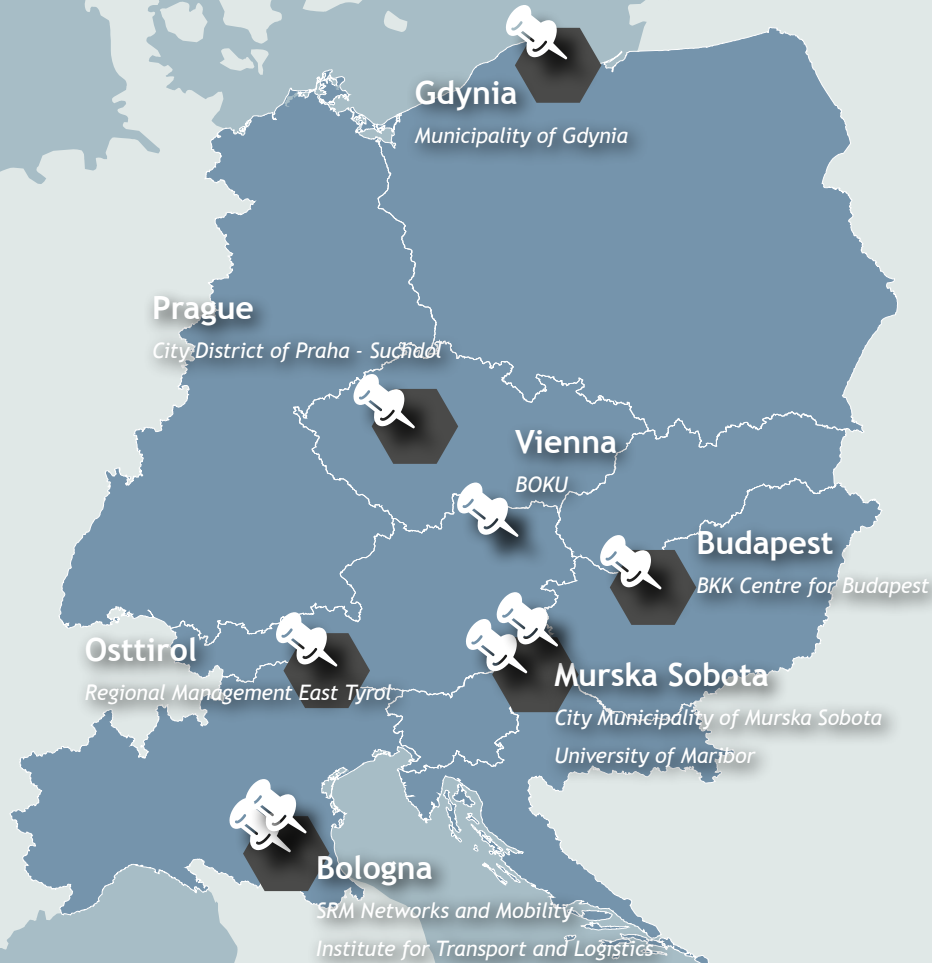 Gdynia
Municipality of Gdynia
Prague
City District of Praha - Suchdol
Vienna
BOKU
Budapest
BKK Centre for Budapest
Osttirol
Regional Management East Tyrol
Murska Sobota
City Municipality of Murska Sobota
University of Maribor
Bologna
SRM Networks and Mobility
Institute for Transport and Logistics